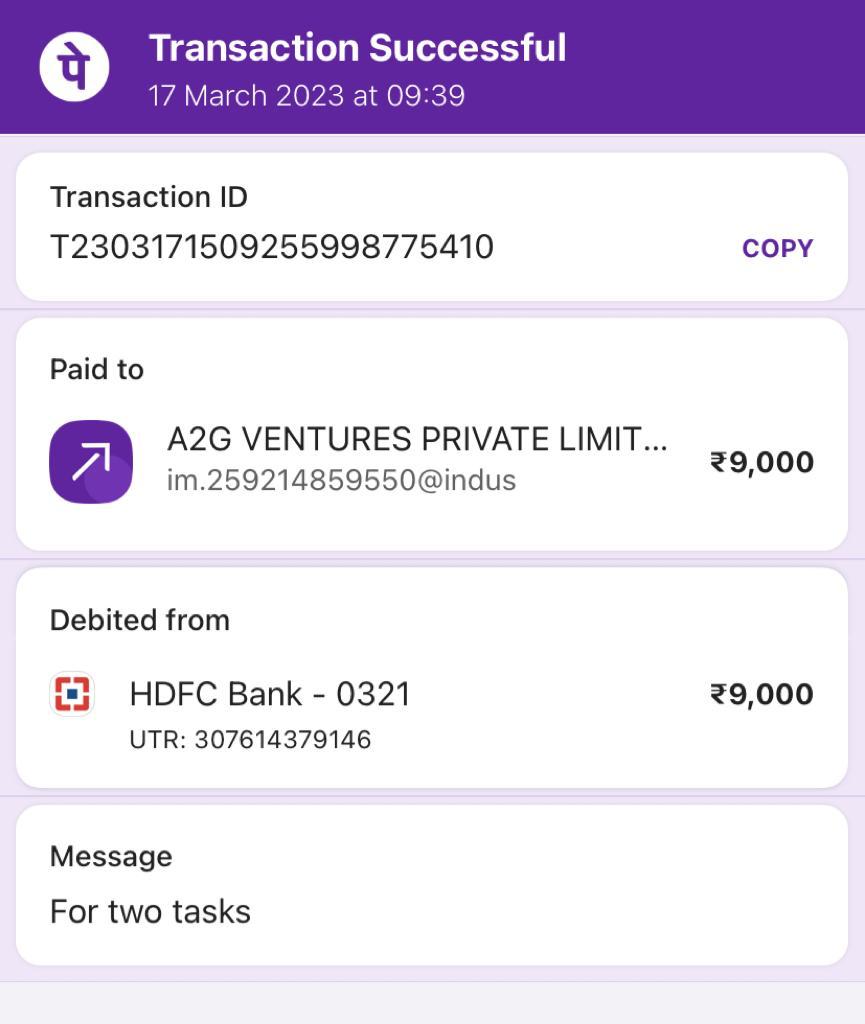 पे
Transaction Successful
17 March 2023 at 09:39
Transaction ID
T2303171509255998775410
COPY
Paid to
A2G VENTURES PRIVATE LIMIT...
im.259214859550@indus
₹9,000
Debited from
HDFC Bank - 0321
₹9,000
UTR: 307614379146
Message
For two tasks